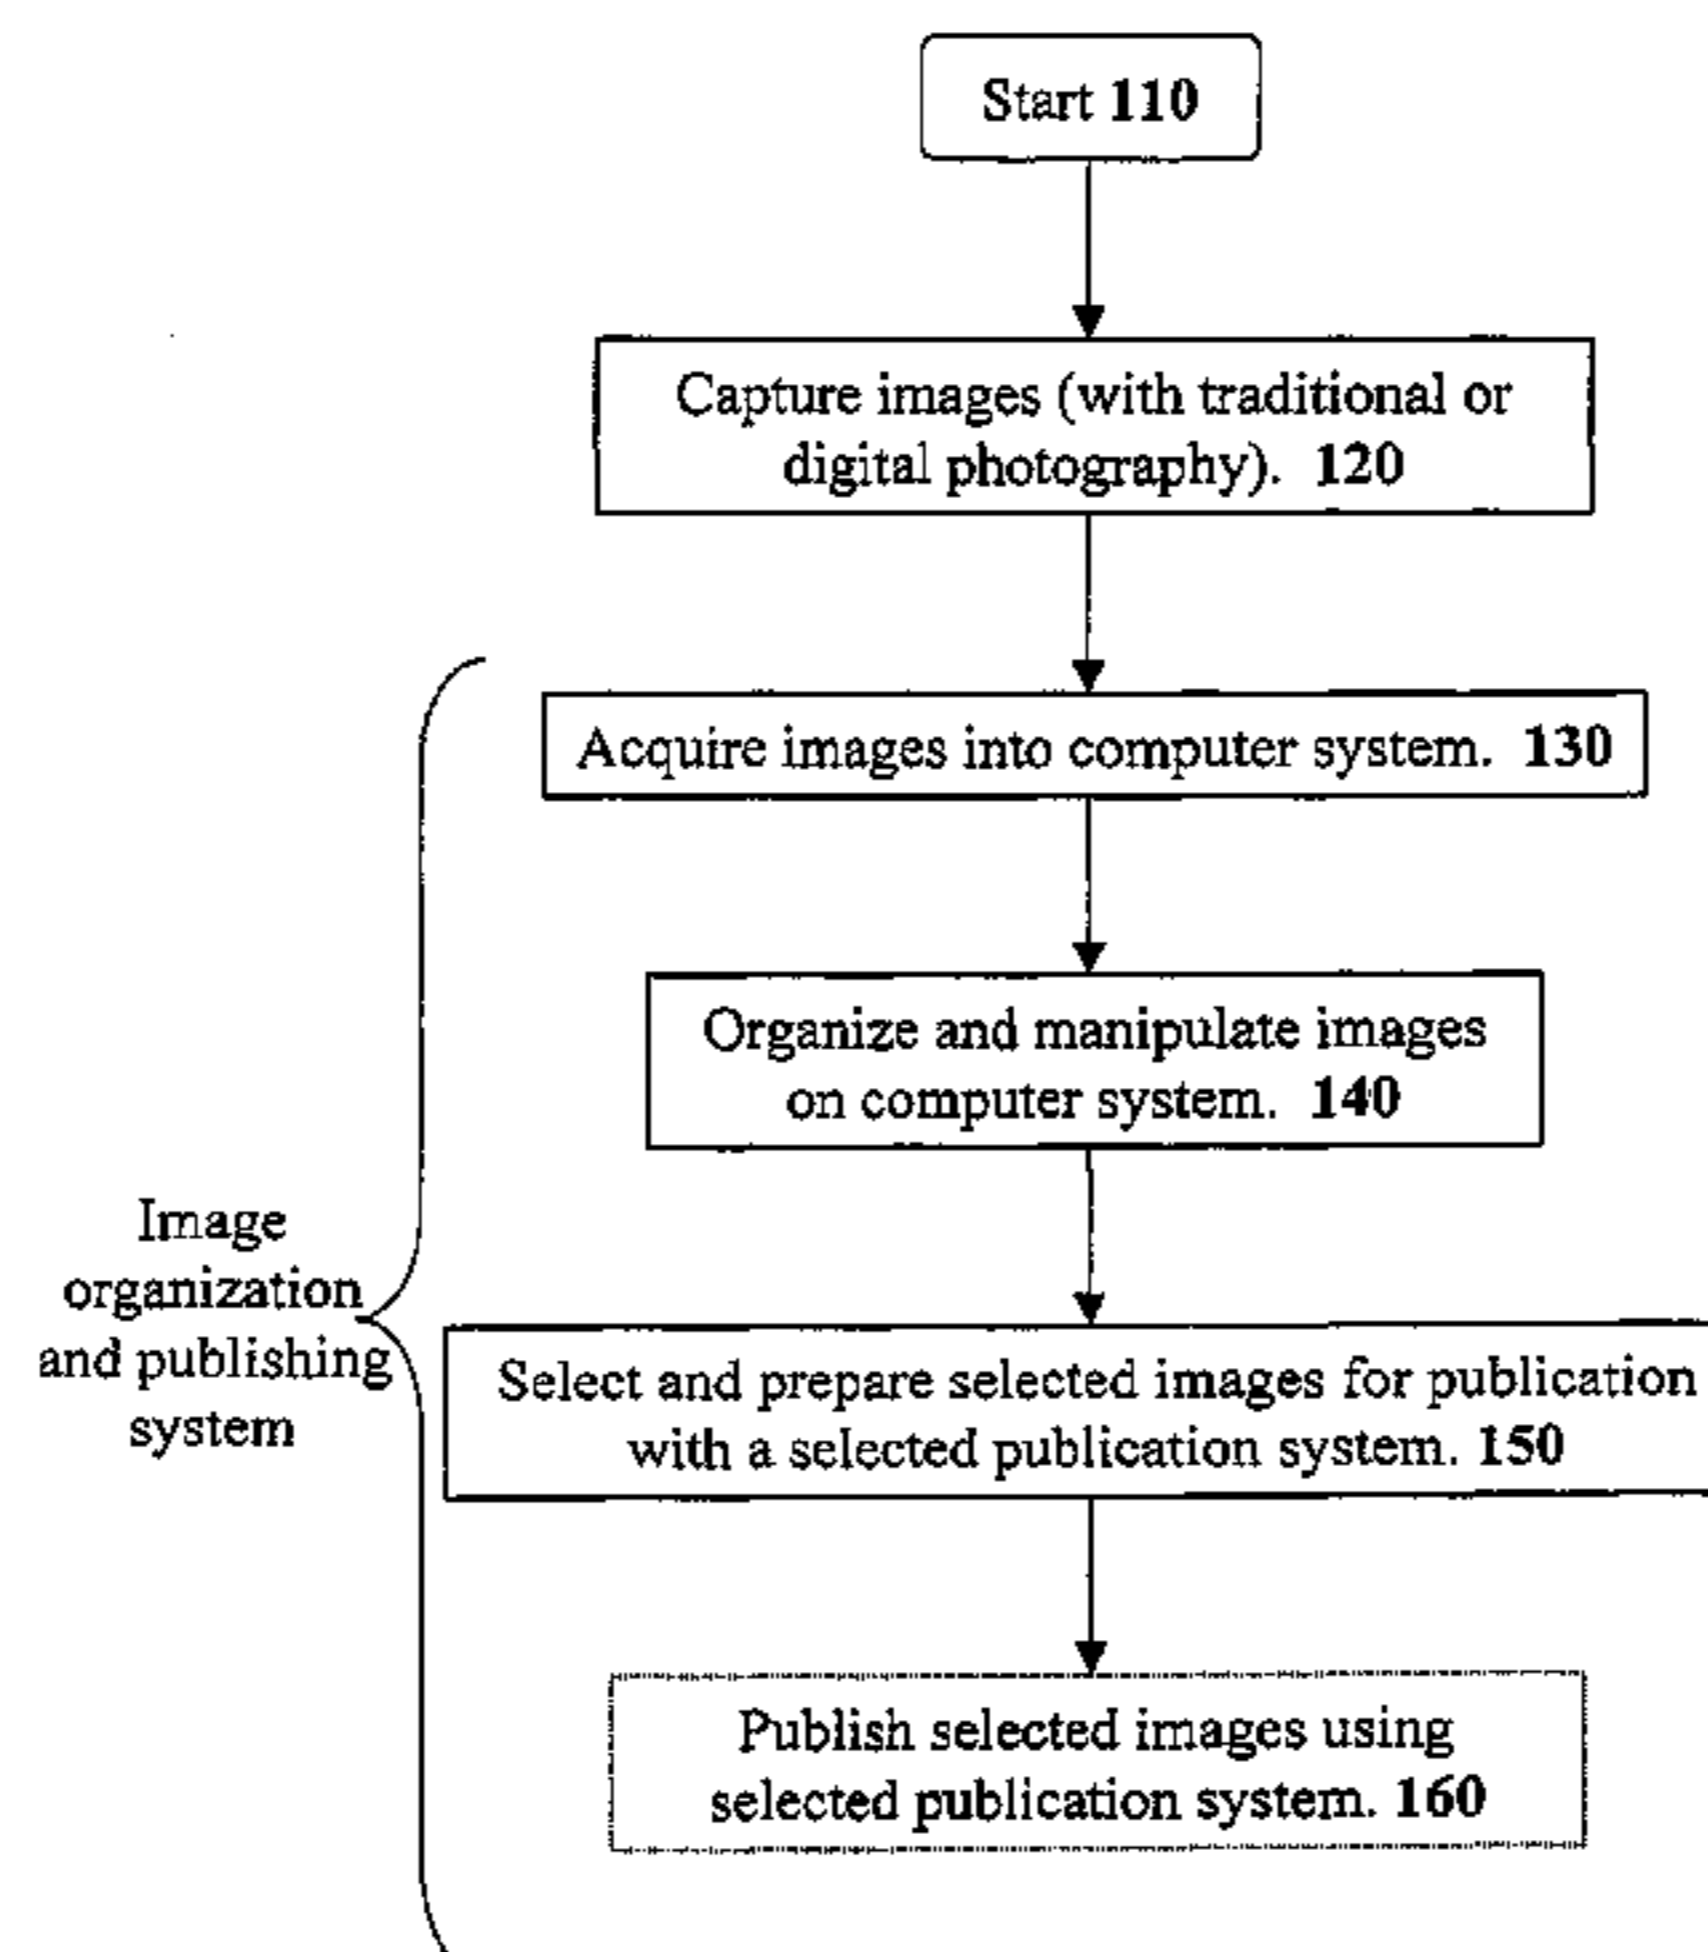 Start 110
Capture images (with traditional or
digital photography). 120
Acquire images into computer system. 130
Organize and manipulate images
on computer system. 140
Image
organization
and publishing
system
Select and prepare selected images for publication
with a selected publication system. 150
Publish selected images using
selected publication system. 160